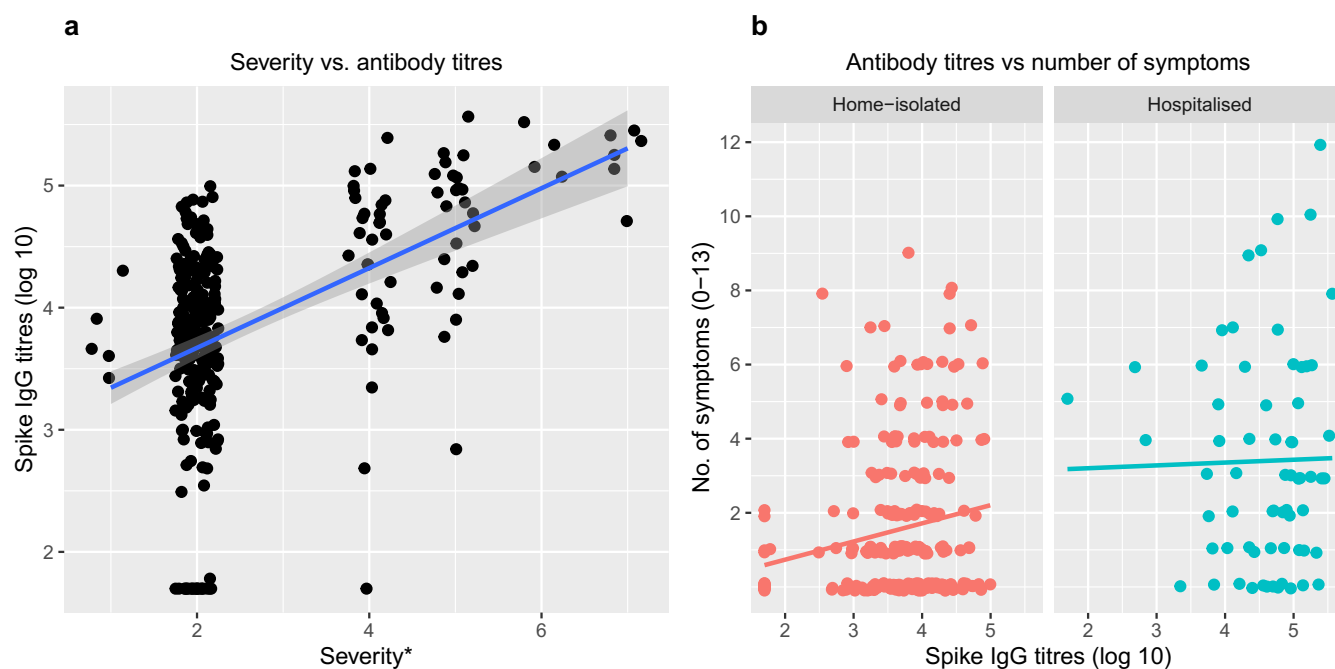 a
Severity vs. antibody titres
Spike IgG titres (log 10)
5
4
3
2
2 4 6
Severity*
b
Antibody titres vs number of symptoms
Home−isolated Hospitalised
No. of symptoms (0−13)
12
10
8
6
4
2
2 3 4 5 2 3 4 5
Spike IgG titres (log 10)